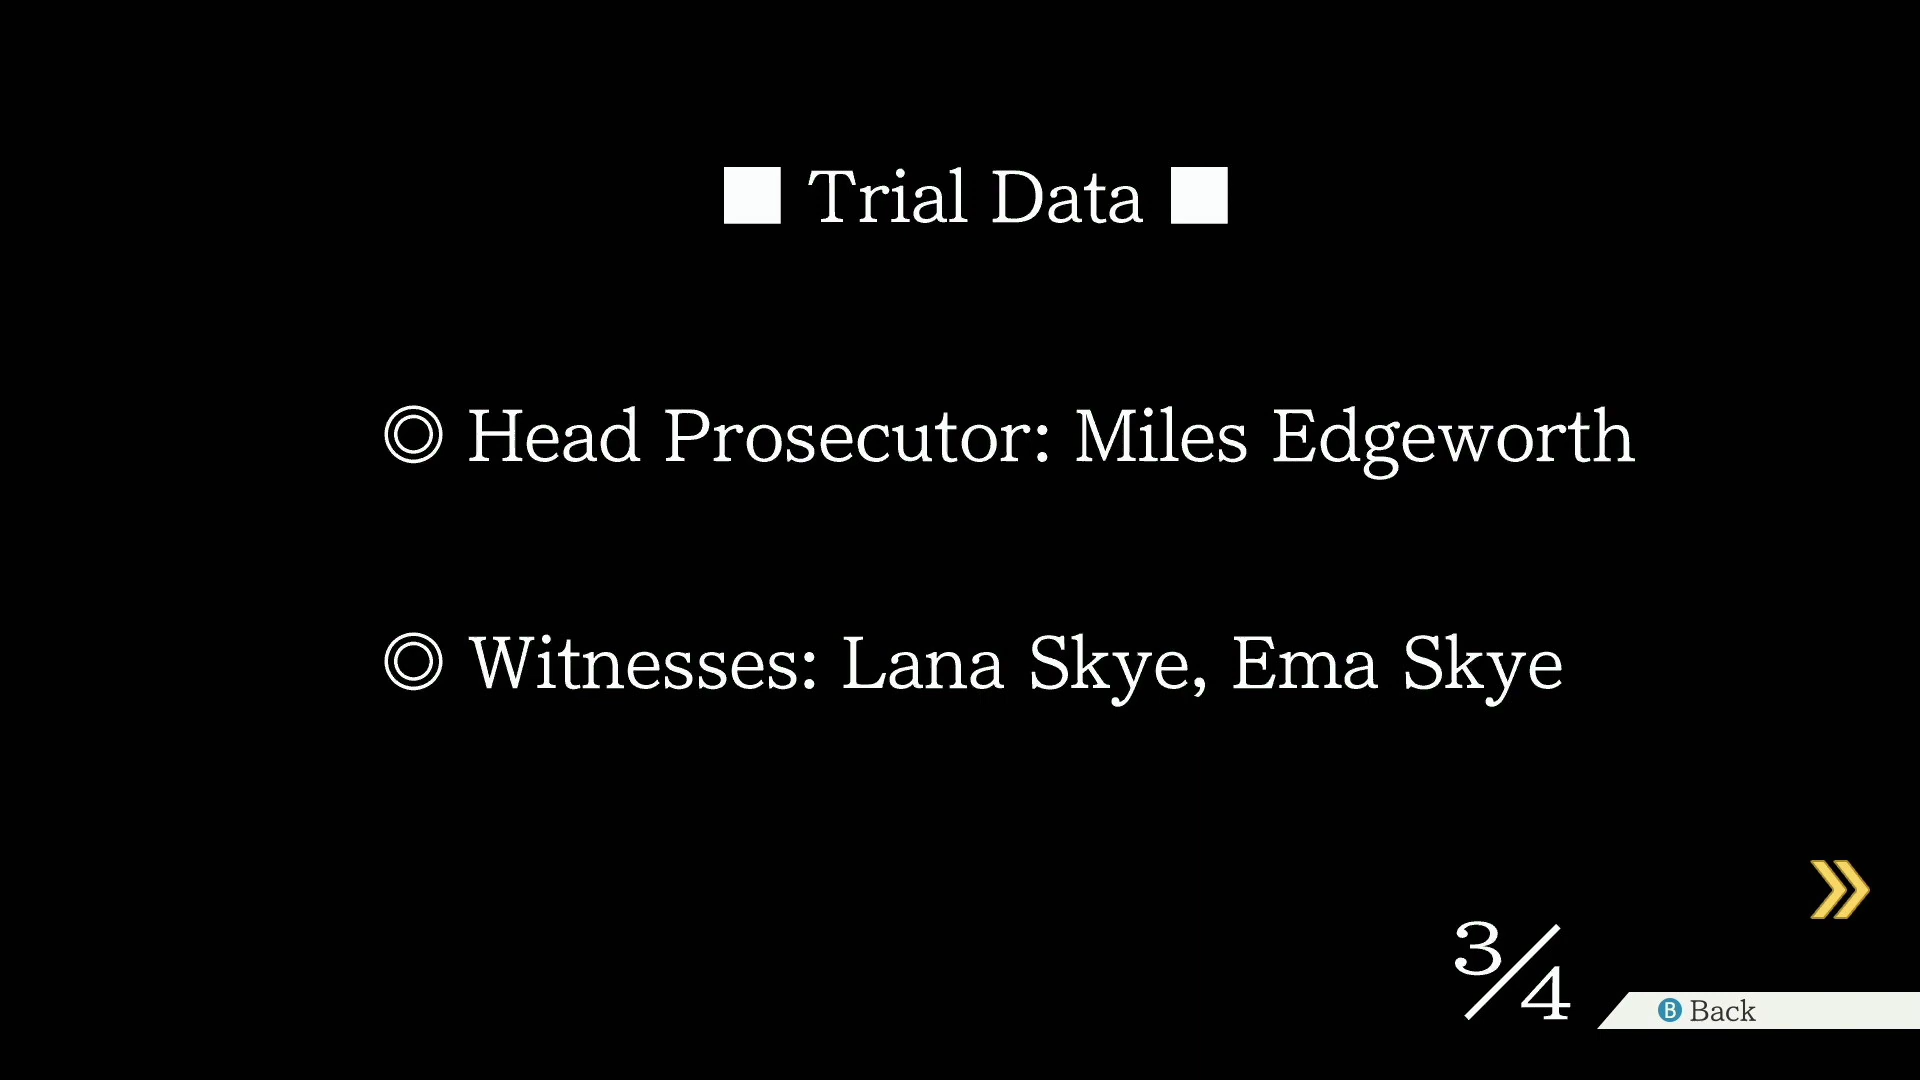 ■ Trial Data ■
◎ Head Prosecutor: Miles Edgeworth
◎ Witnesses: Lana Skye, Ema Skye
3/4
B Back